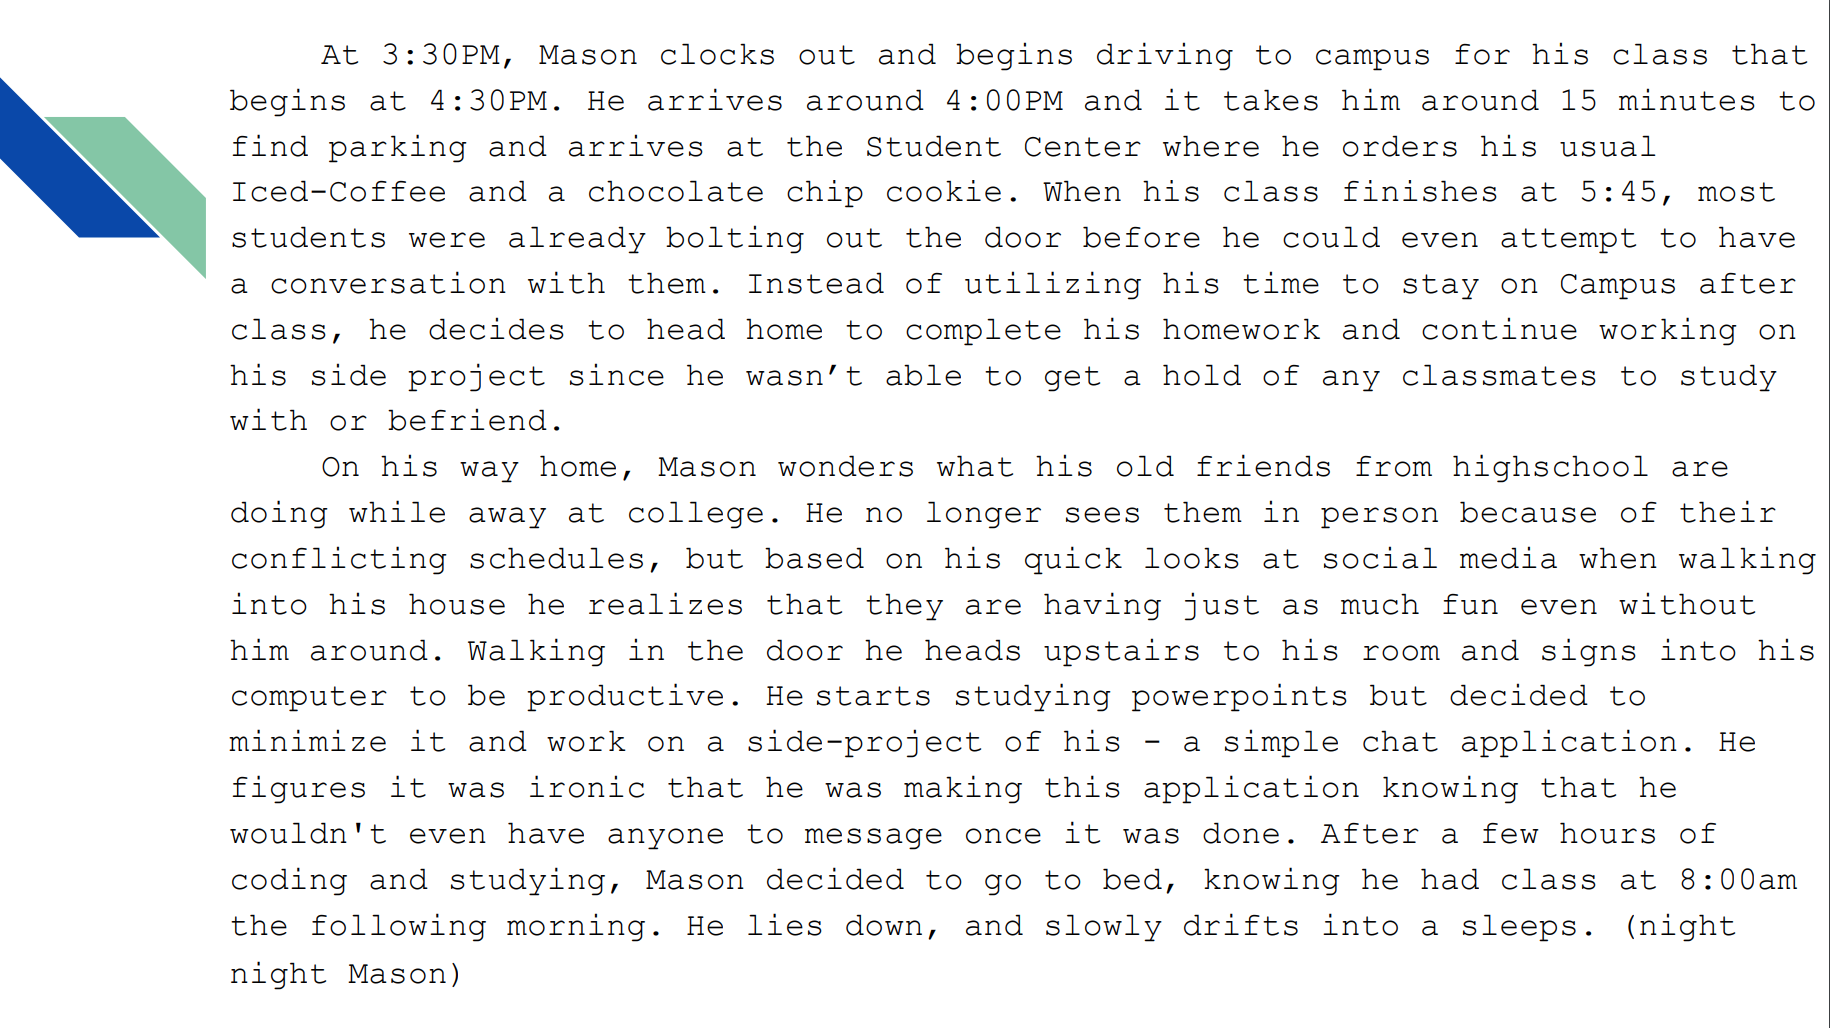 At 3:30PM, Mason clocks out and begins driving to campus for his class that
begins at 4:30PM. He arrives around 4:00PM and it takes him around 15 minutes to
find parking and arrives at the Student Center where he orders his usual
Iced-Coffee and a chocolate chip cookie. When his class finishes at 5:45, most
students were already bolting out the door before he could even attempt to have
a conversation with them. Instead of utilizing his time to stay on Campus after
class, he decides to head home to complete his homework and continue working on
his side project since he wasn’t able to get a hold of any classmates to study
with or befriend.
On his way home, Mason wonders what his old friends from highschool are
doing while away at college. He no longer sees them in person because of their
conflicting schedules, but based on his quick looks at social media when walking
into his house he realizes that they are having just as much fun even without
him around. Walking in the door he heads upstairs to his room and signs into his
computer to be productive. He starts studying powerpoints but decided to
minimize it and work on a side-project of his - a simple chat application. He
figures it was ironic that he was making this application knowing that he
wouldn't even have anyone to message once it was done. After a few hours of
coding and studying, Mason decided to go to bed, knowing he had class at 8:00am
the following morning. He lies down, and slowly drifts into a sleeps. (night
night Mason)